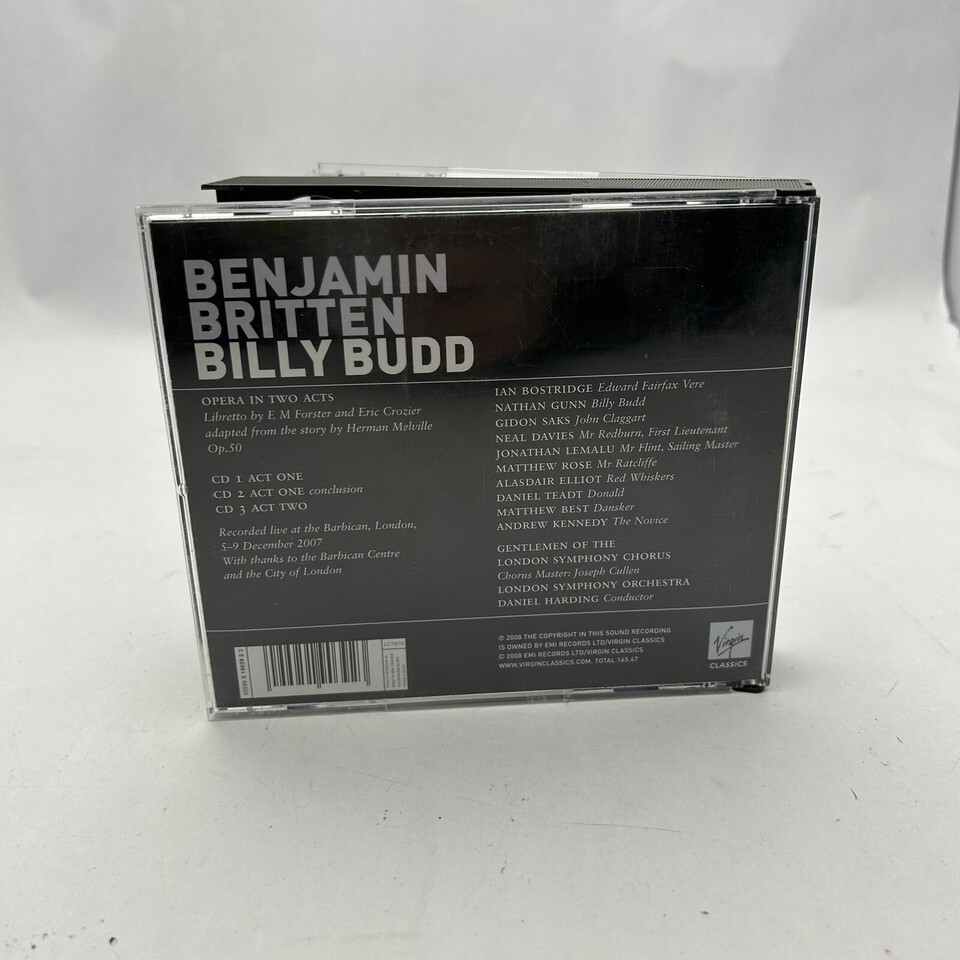 BENJAMIN
BRITTEN
BILLY BUDD
OPERA IN TWO ACTS
Libretto by E M Forster and Eric Crozier
adapted from the story by Herman Melville
Op.50
CD 1 ACT ONE
CD 2 ACT ONE conclusion
CD 3 ACT TWO
Recorded live at the Barbican, London,
5–9 December 2007
With thanks to the Barbican Centre
and the City of London
IAN BOSTRIDGE Edward Fairfax Vere
NATHAN GUNN Billy Budd
GIDON SAKS John Claggart
NEAL DAVIES Mr Redburn, First Lieutenant
JONATHAN LEMALU Mr Flint, Sailing Master
MATTHEW ROSE Mr Ratcliffe
ALASDAIR ELLIOT Red Whiskers
DANIEL TEADT Donald
MATTHEW BEST Dansker
ANDREW KENNEDY The Novice
GENTLEMEN OF THE
LONDON SYMPHONY CHORUS
Chorus Master: Joseph Cullen
LONDON SYMPHONY ORCHESTRA
DANIEL HARDING Conductor
℗ 2008 THE COPYRIGHT IN THIS SOUND RECORDING
IS OWNED BY EMI RECORDS LTD/VIRGIN CLASSICS
© 2008 EMI RECORDS LTD/VIRGIN CLASSICS
WWW.VIRGINCLASSICS.COM, TOTAL 165.47
Virgin
CLASSICS